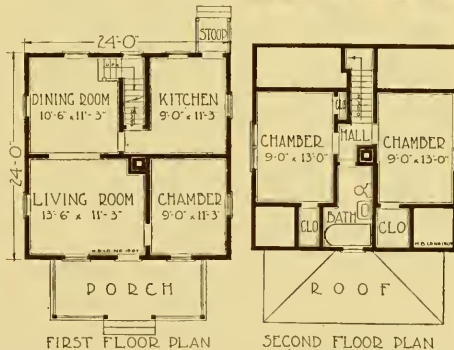 24'-0"
STOOP
24'-0"
UP
DINING ROOM
10'-6" x 11'-3"
KITCHEN
9'-0" x 11'-3"
LIVING ROOM
13'-6" x 11'-3"
CHAMBER
9'-0" x 11'-3"
PORCH
FIRST FLOOR PLAN
CHAMBER
9'-0" x 13'-0"
HALL
CHAMBER
9'-0" x 13'-0"
CLO
BATH
CLO
ROOF
SECOND FLOOR PLAN